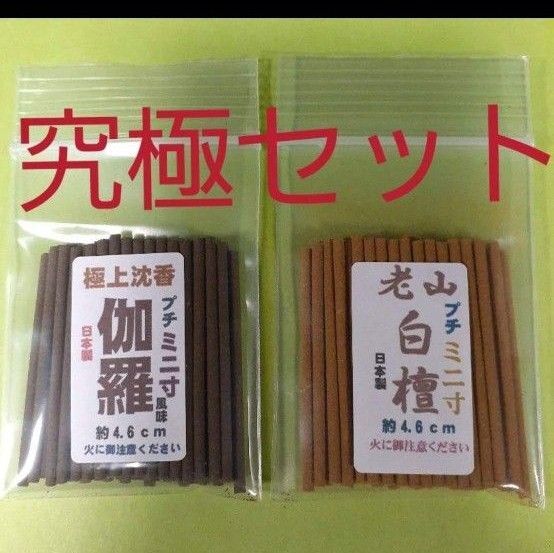 究極セット
極上沈香
伽羅
風味
プチミニ寸
日本製
約4.6cm
火に御注意ください
老山
白檀
プチミニ寸
日本製
約4.6cm
火に御注意ください